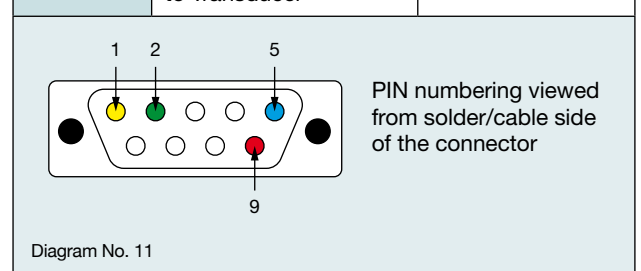 to Transducer
1 2 5
PIN numbering viewed
from solder/cable side
of the connector
9
Diagram No. 11